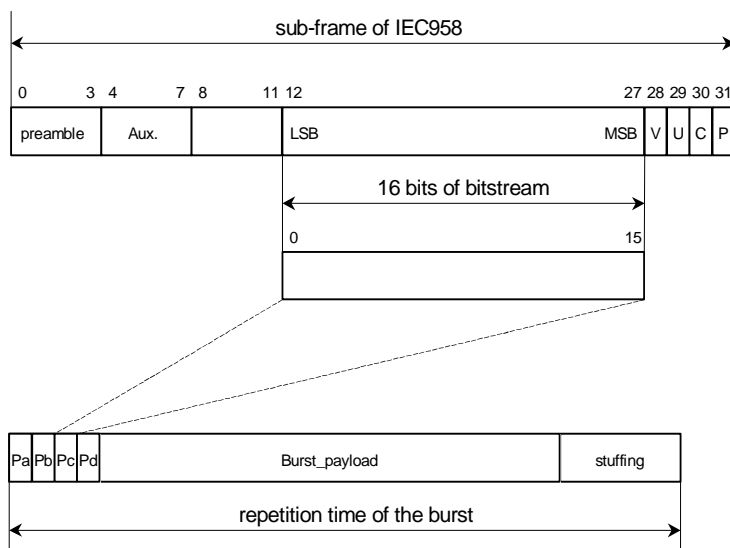 sub-frame of IEC958
0 3 4 7 8 11 12 27 28 29 30 31
preamble Aux. LSB MSB V U C P
16 bits of bitstream
0 15
Pa Pb Pc Pd Burst_payload stuffing
repetition time of the burst